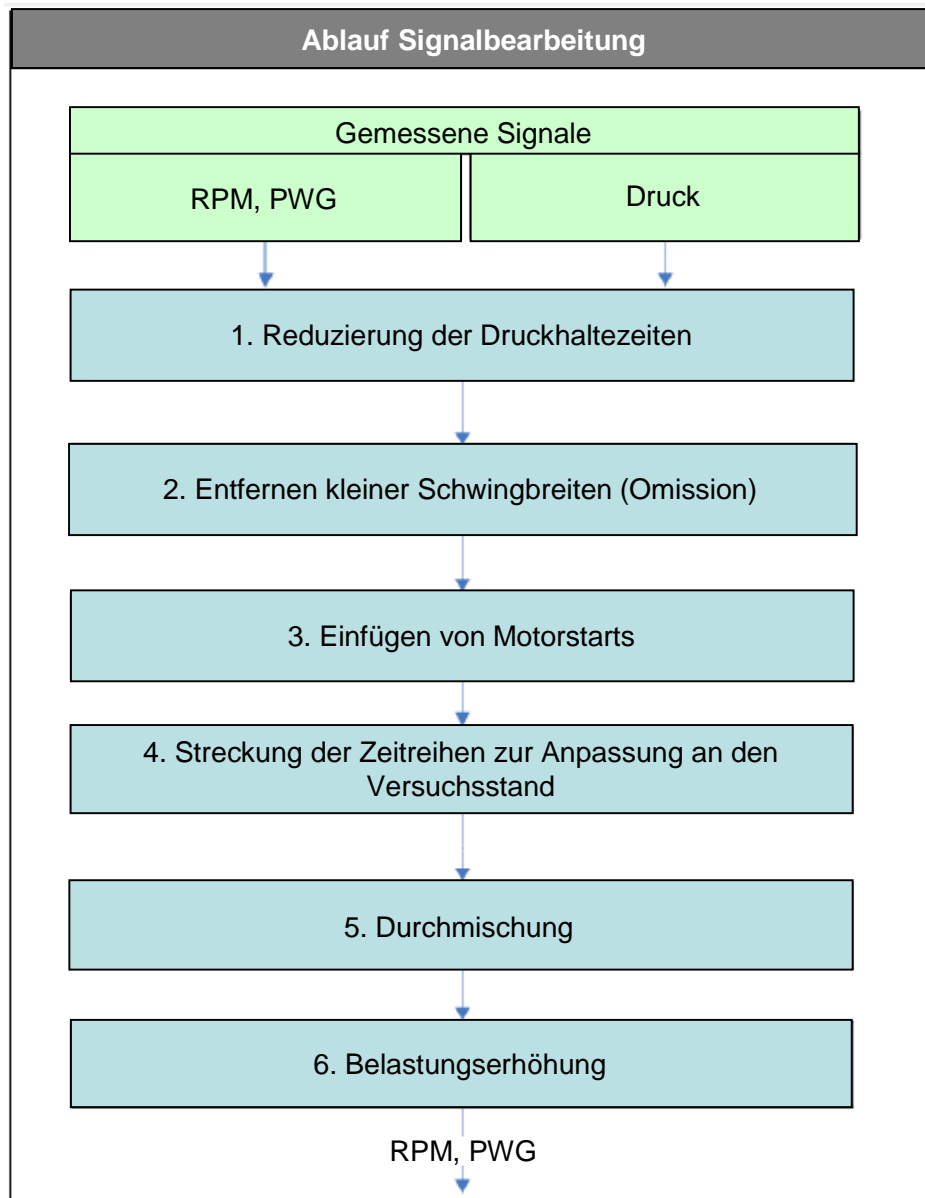 Ablauf Signalbearbeitung
Gemessene Signale
RPM, PWG
Druck
1. Reduzierung der Druckhaltezeiten
2. Entfernen kleiner Schwingbreiten (Omission)
3. Einfügen von Motorstarts
4. Streckung der Zeitreihen zur Anpassung an den
Versuchsstand
5. Durchmischung
6. Belastungserhöhung
RPM, PWG